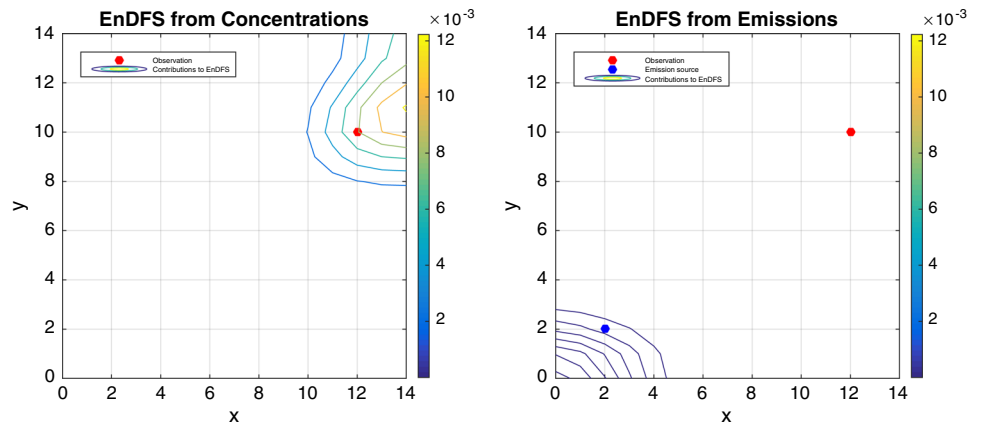 EnDFS from Concentrations
×10⁻³
14
12
10
8
6
4
2
0
y
0 2 4 6 8 10 12 14
x
Observation
Contributions to EnDFS
12
10
8
6
4
2
EnDFS from Emissions
×10⁻³
14
12
10
8
6
4
2
0
y
0 2 4 6 8 10 12 14
x
Observation
Emission source
Contributions to EnDFS
12
10
8
6
4
2